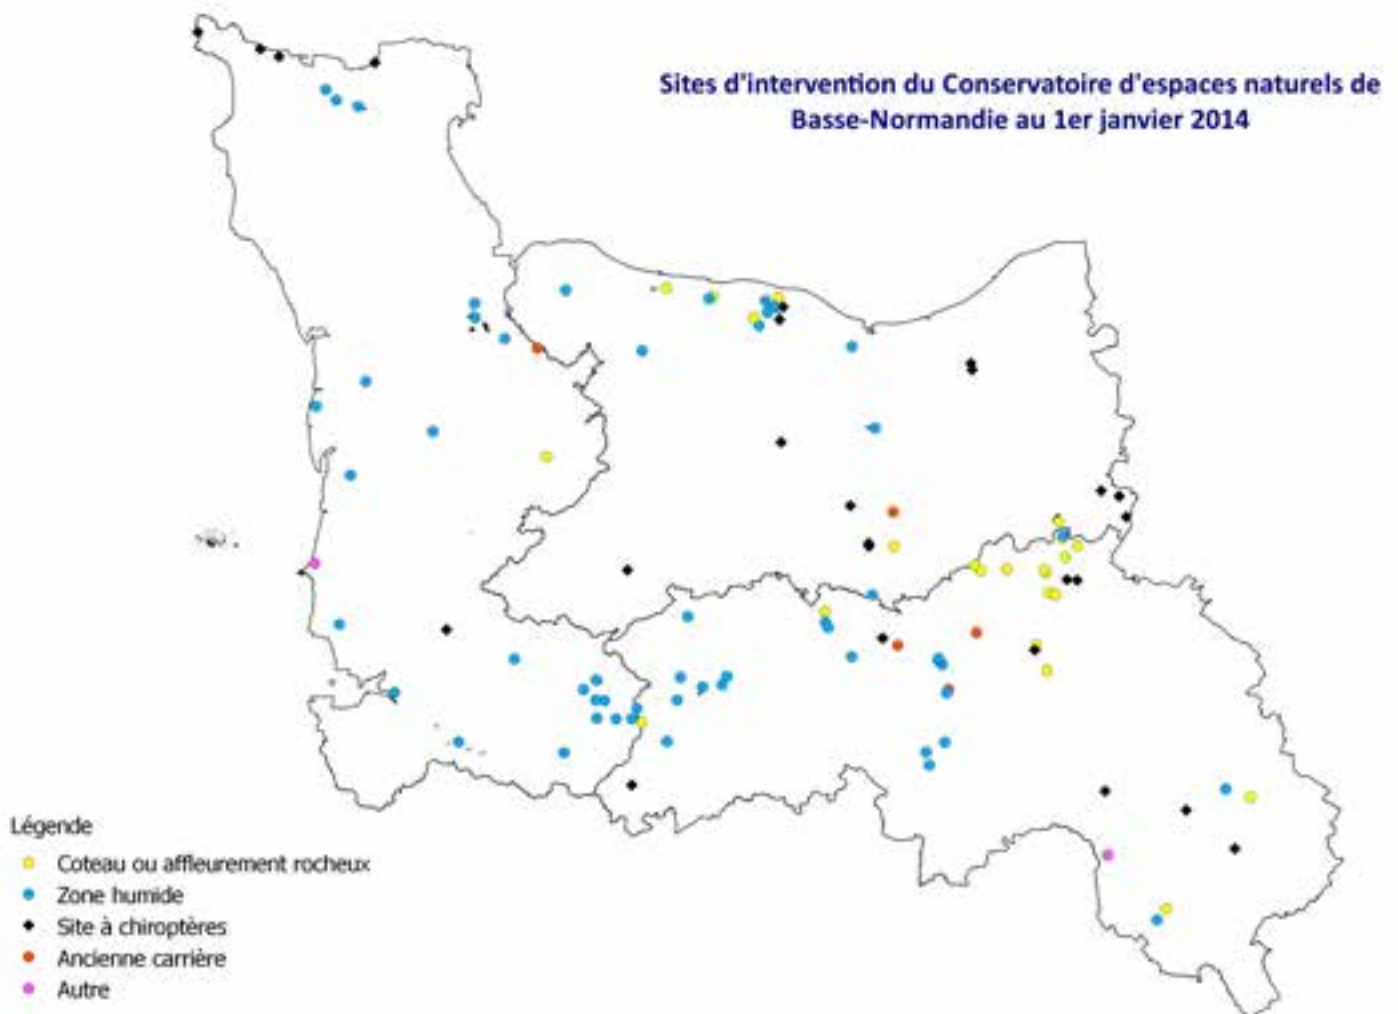 Sites d'intervention du Conservatoire d'espaces naturels de
Basse-Normandie au 1er janvier 2014
Légende
Coteau ou affleurement rocheux
Zone humide
Site à chiroptères
Ancienne carrière
Autre